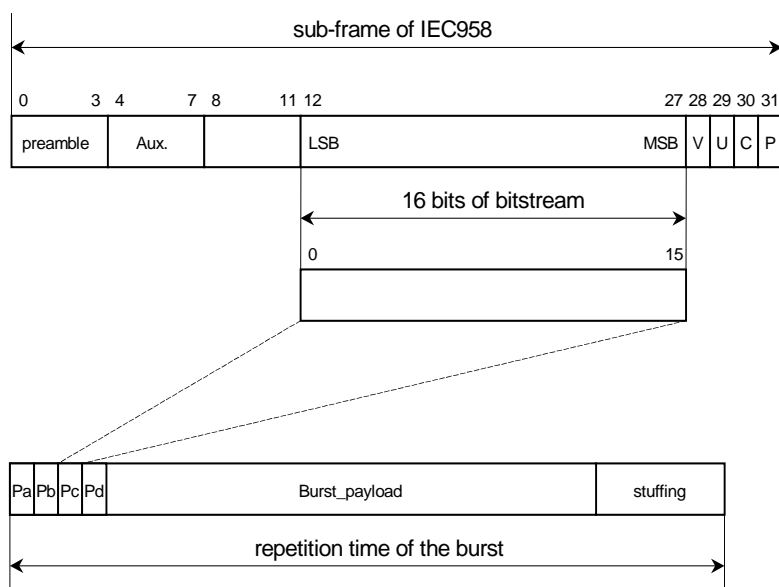 sub-frame of IEC958
0 3 4 7 8 11 12 27 28 29 30 31
preamble Aux. LSB MSB V U C P
16 bits of bitstream
0 15
Pa Pb Pc Pd Burst_payload stuffing
repetition time of the burst